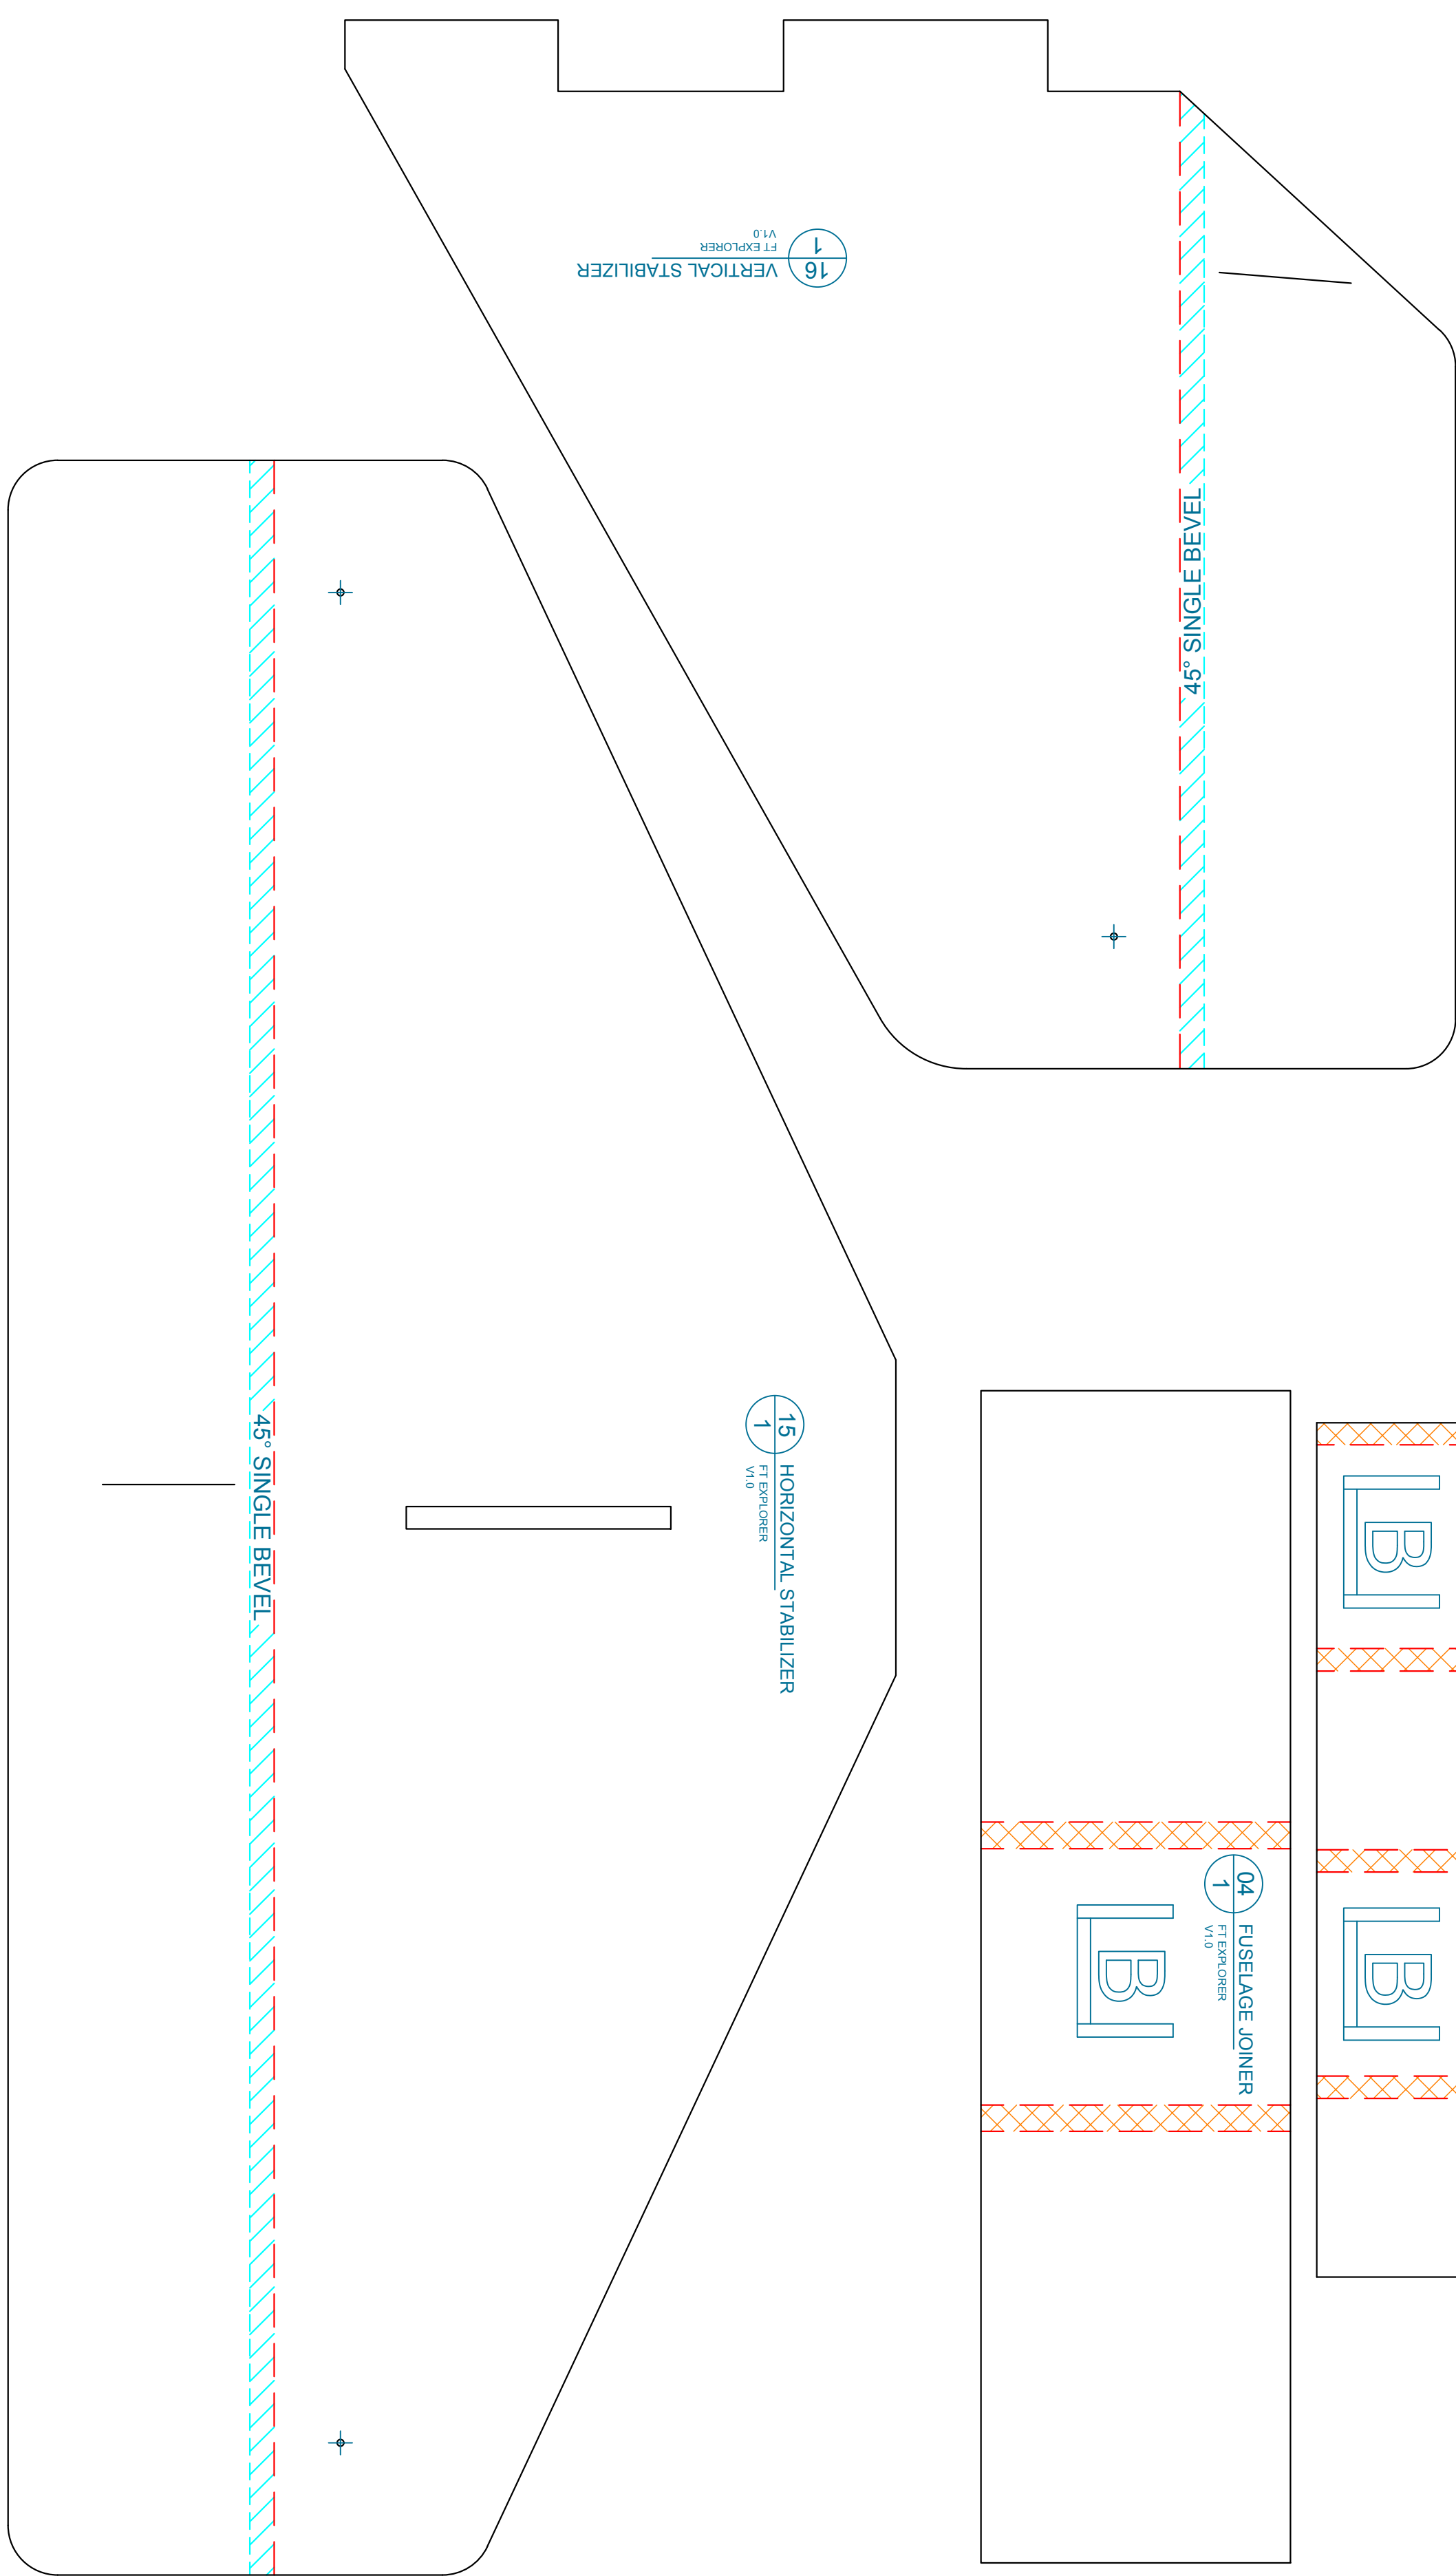 16
1
VERTICAL STABILIZER
FT EXPLORER
V1.0
45° SINGLE BEVEL
15
1
HORIZONTAL STABILIZER
FT EXPLORER
V1.0
45° SINGLE BEVEL
04
1
FUSELAGE JOINER
FT EXPLORER
V1.0
B
B
B